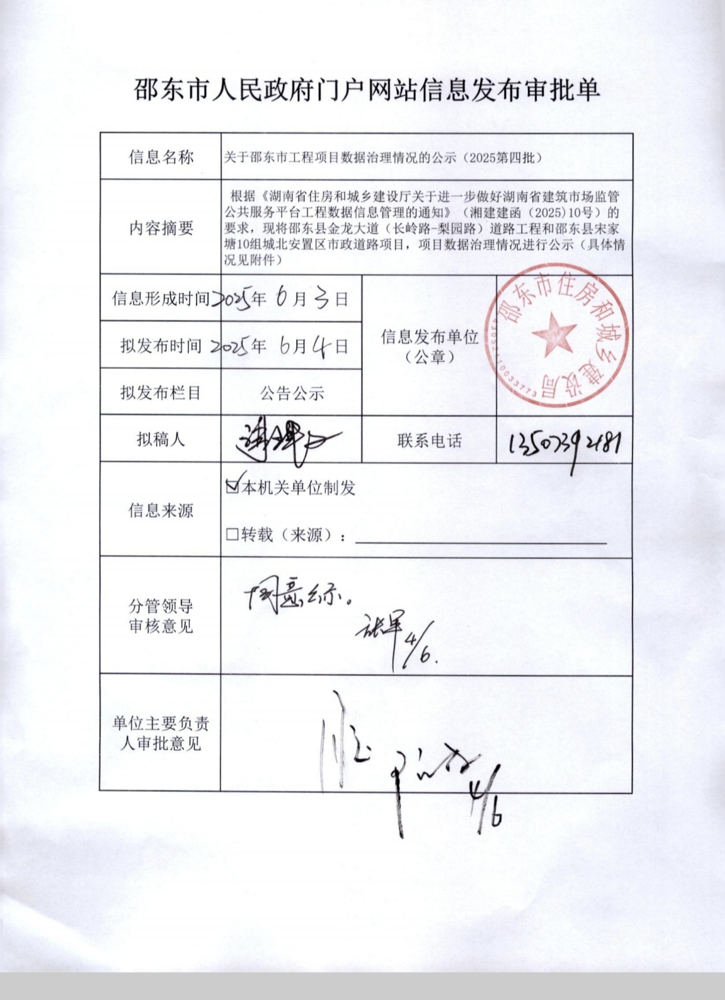 邵东市人民政府门户网站信息发布审批单
信息名称
关于邵东市工程项目数据治理情况的公示（2025第四批）
内容摘要
根据《湖南省住房和城乡建设厅关于进一步做好湖南省建筑市场监管
公共服务平台工程数据信息管理的通知》（湘建建函（2025)10号）的
要求，现将邵东县金龙大道（长岭路-梨园路）道路工程和邵东县宋家
塘10组城北安置区市政道路项目，项目数据治理情况进行公示（具体情
况见附件）
信息形成时间
2025年 6月3日
拟发布时间
2025年 6月4日
拟发布栏目
公告公示
信息发布单位
（公章）
邵东市住房和城乡建设局
拟稿人
联系电话
13507392481
信息来源
☑本机关单位制发
□转载（来源）：
分管领导
审核意见
同意公示。
张军 4/6.
单位主要负责
人审批意见
4/6